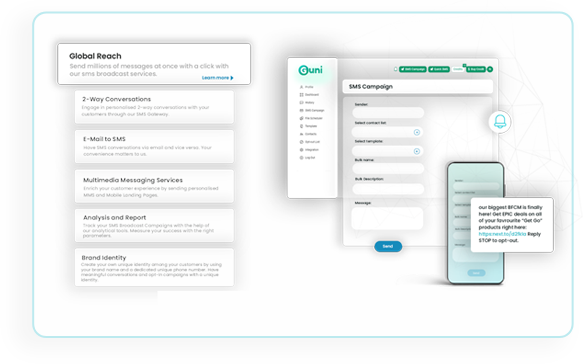 Global Reach
Send millions of messages at once with a click with
our sms broadcast services.
Learn more
2-Way Conversations
Engage in personalised 2-way conversations with your
customers through our SMS Gateway.
E-Mail to SMS
Have SMS conversations via email and vice versa. Your
convenience matters to us.
Multimedia Messaging Services
Enrich your customer experience by sending personalised
MMS and Mobile Landing Pages.
Analysis and Report
Track your SMS Broadcast Campaigns with the help of
our analytical tools. Measure your success with the right
parameters.
Brand Identity
Create your own unique identity among your customers by using
your brand name and a dedicated unique phone number. Have
meaningful conversations and opt in Campaigns with a unique
identity.
Guni
SMS Campaign
Sender
Select contact list
Select template
Bulk Name
Bulk Description
Message
Send
our biggest BFCM is finally
here! Get EPIC deals on all
of your favourite "Get Go"
products right here:
Reply
STOP to opt-out.